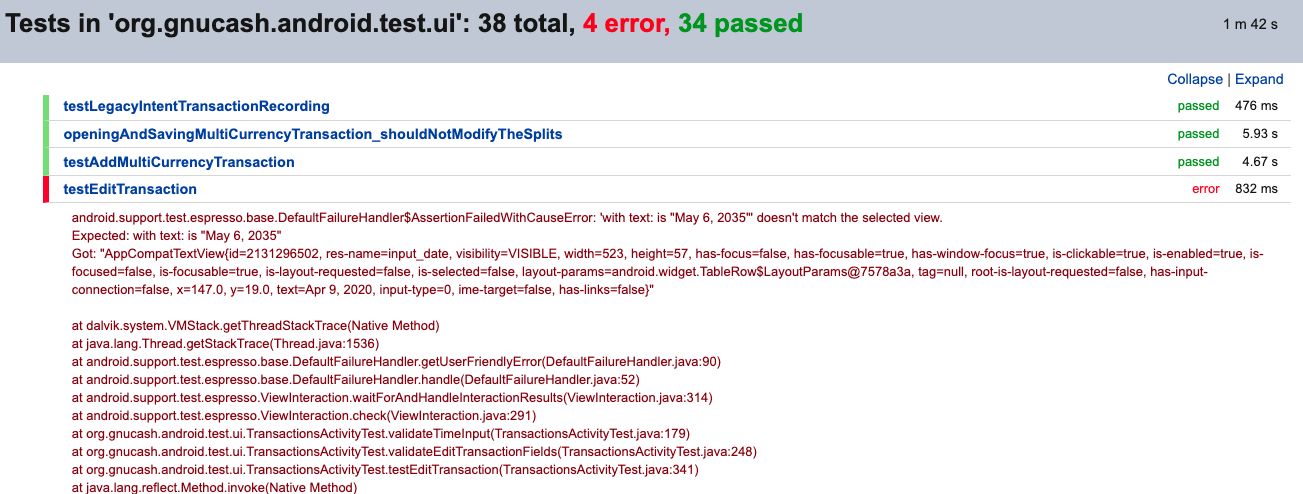 Tests in 'org.gnucash.android.test.ui': 38 total, 4 error, 34 passed 1 m 42 s
Collapse | Expand
testLegacyIntentTransactionRecording passed 476 ms
openingAndSavingMultiCurrencyTransaction_shouldNotModifyTheSplits passed 5.93 s
testAddMultiCurrencyTransaction passed 4.67 s
testEditTransaction error 832 ms
android.support.test.espresso.base.DefaultFailureHandler$AssertionFailedWithCauseError: 'with text: is "May 6, 2035"' doesn't match the selected view.
Expected: with text: is "May 6, 2035"
Got: "AppCompatTextView{id=2131296502, res-name=input_date, visibility=VISIBLE, width=523, height=57, has-focus=false, has-focusable=true, has-window-focus=true, is-clickable=true, is-enabled=true, is-
focused=false, is-focusable=true, is-layout-requested=false, is-selected=false, layout-params=android.widget.TableRow$LayoutParams@7578a3a, tag=null, root-is-layout-requested=false, has-input-
connection=false, x=147.0, y=19.0, text=Apr 9, 2020, input-type=0, ime-target=false, has-links=false}"
at dalvik.system.VMStack.getThreadStackTrace(Native Method)
at java.lang.Thread.getStackTrace(Thread.java:1536)
at android.support.test.espresso.base.DefaultFailureHandler.getUserFriendlyError(DefaultFailureHandler.java:90)
at android.support.test.espresso.base.DefaultFailureHandler.handle(DefaultFailureHandler.java:52)
at android.support.test.espresso.ViewInteraction.waitForAndHandleInteractionResults(ViewInteraction.java:314)
at android.support.test.espresso.ViewInteraction.check(ViewInteraction.java:291)
at org.gnucash.android.test.ui.TransactionsActivityTest.validateTimeInput(TransactionsActivityTest.java:179)
at org.gnucash.android.test.ui.TransactionsActivityTest.validateEditTransactionFields(TransactionsActivityTest.java:248)
at org.gnucash.android.test.ui.TransactionsActivityTest.testEditTransaction(TransactionsActivityTest.java:341)
at java.lang.reflect.Method.invoke(Native Method)